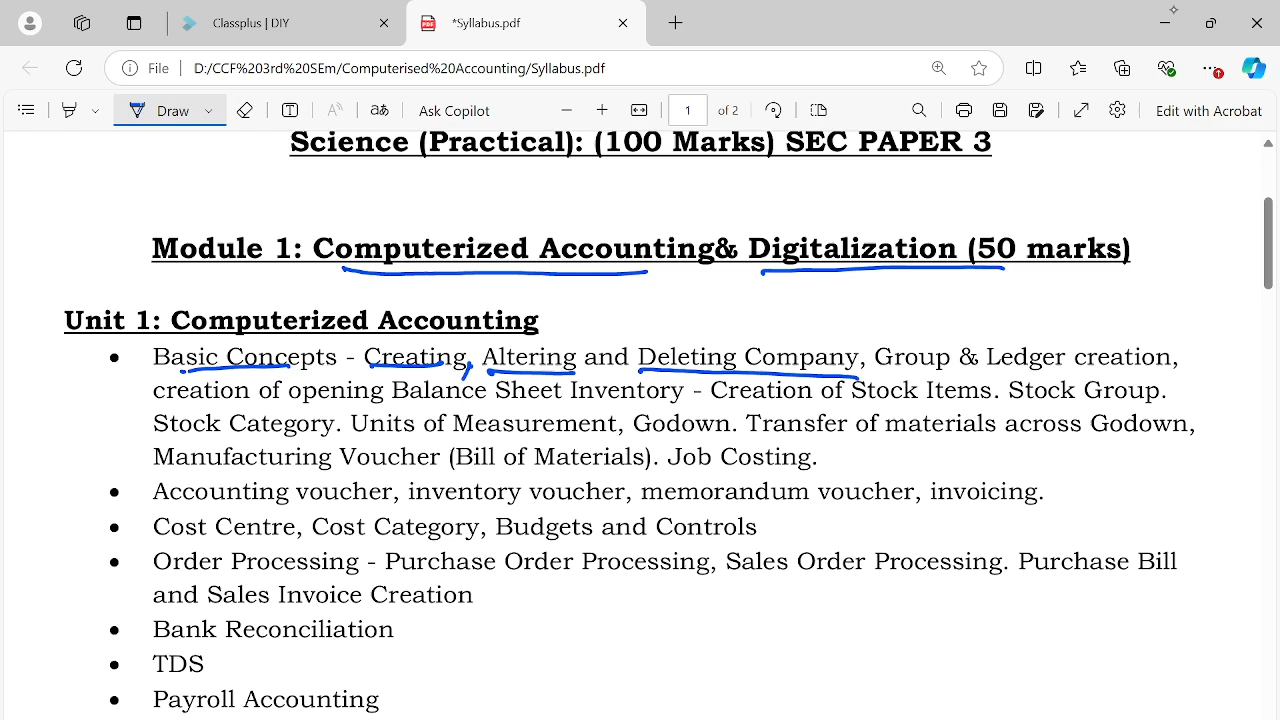 Classplus | DIY
*Syllabus.pdf
File | D:/CCF%203rd%20SEm/Computerised%20Accounting/Syllabus.pdf
Draw Ask Copilot 1 of 2 Edit with Acrobat
Science (Practical): (100 Marks) SEC PAPER 3
Module 1: Computerized Accounting& Digitalization (50 marks)
Unit 1: Computerized Accounting
• Basic Concepts - Creating, Altering and Deleting Company, Group & Ledger creation,
creation of opening Balance Sheet Inventory - Creation of Stock Items. Stock Group.
Stock Category. Units of Measurement, Godown. Transfer of materials across Godown,
Manufacturing Voucher (Bill of Materials). Job Costing.
• Accounting voucher, inventory voucher, memorandum voucher, invoicing.
• Cost Centre, Cost Category, Budgets and Controls
• Order Processing - Purchase Order Processing, Sales Order Processing. Purchase Bill
and Sales Invoice Creation
• Bank Reconciliation
• TDS
• Payroll Accounting